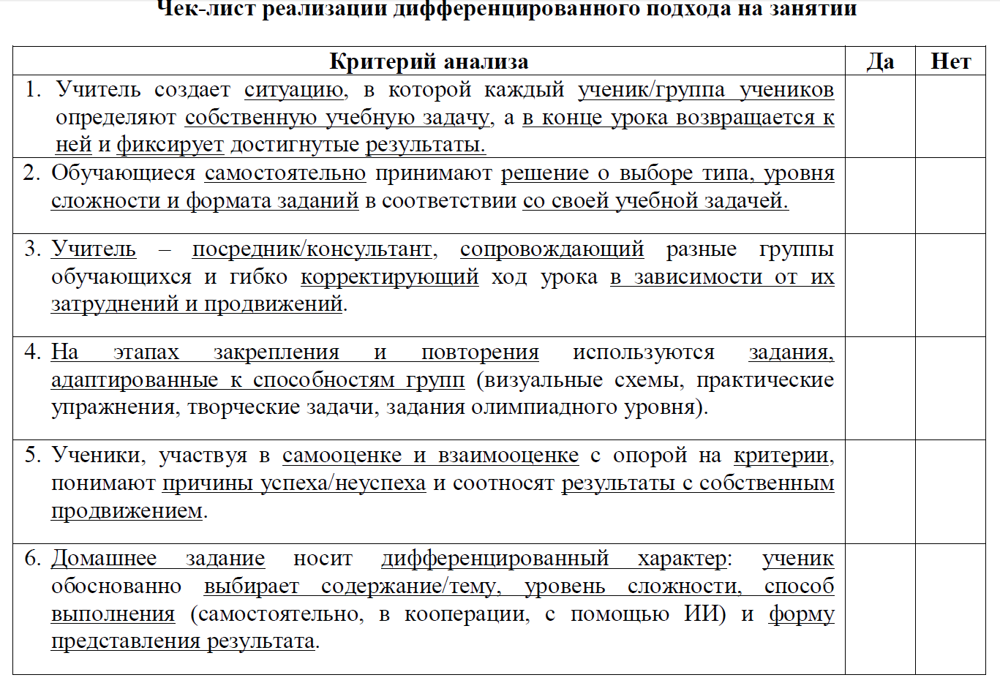 Чек-лист реализации дифференцированного подхода на занятии
Критерий анализа Да Нет
1. Учитель создает ситуацию, в которой каждый ученик/группа учеников
определяют собственную учебную задачу, а в конце урока возвращается к
ней и фиксирует достигнутые результаты.
2. Обучающиеся самостоятельно принимают решение о выборе типа, уровня
сложности и формата заданий в соответствии со своей учебной задачей.
3. Учитель – посредник/консультант, сопровождающий разные группы
обучающихся и гибко корректирующий ход урока в зависимости от их
затруднений и продвижений.
4. На этапах закрепления и повторения используются задания,
адаптированные к способностям групп (визуальные схемы, практические
упражнения, творческие задачи, задания олимпиадного уровня).
5. Ученики, участвуя в самооценке и взаимооценке с опорой на критерии,
понимают причины успеха/неуспеха и соотносят результаты с собственным
продвижением.
6. Домашнее задание носит дифференцированный характер: ученик
обоснованно выбирает содержание/тему, уровень сложности, способ
выполнения (самостоятельно, в кооперации, с помощью ИИ) и форму
представления результата.